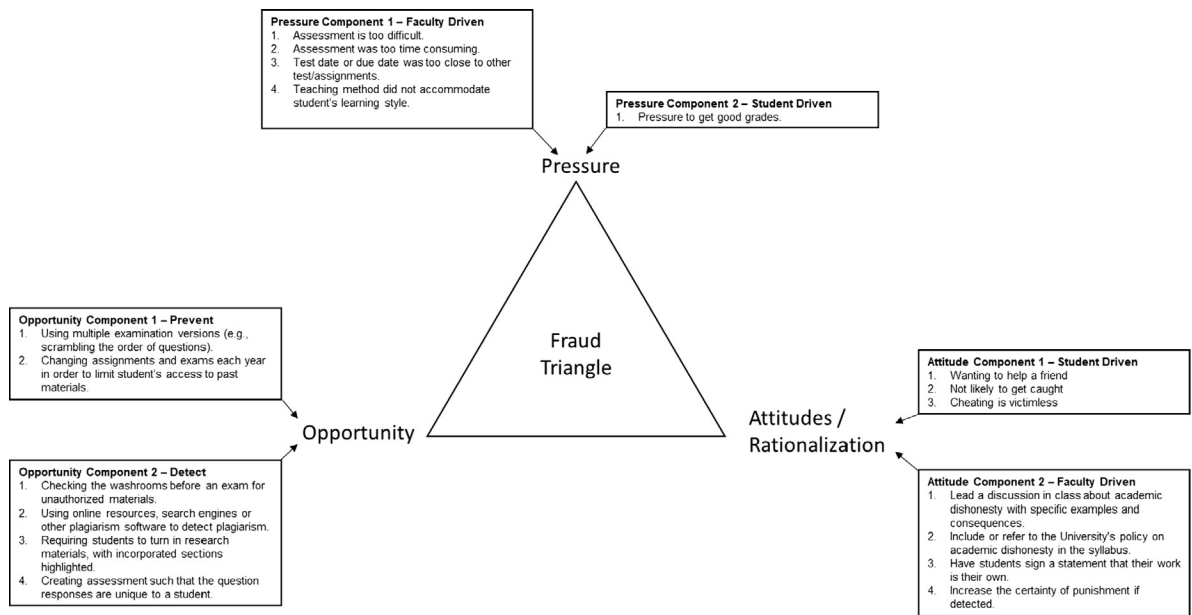 Pressure Component 1 – Faculty Driven
1. Assessment is too difficult.
2. Assessment was too time consuming.
3. Test date or due date was too close to other
test/assignments.
4. Teaching method did not accommodate
student's learning style.
Pressure Component 2 – Student Driven
1. Pressure to get good grades.
Pressure
Fraud
Triangle
Opportunity Component 1 – Prevent
1. Using multiple examination versions (e.g.,
scrambling the order of questions).
2. Changing assignments and exams each year
in order to limit student's access to past
materials.
Opportunity
Opportunity Component 2 – Detect
1. Checking the washrooms before an exam for
unauthorized materials.
2. Using online resources, search engines or
other plagiarism software to detect plagiarism.
3. Requiring students to turn in research
materials, with incorporated sections
highlighted.
4. Creating assessment such that the question
responses are unique to a student.
Attitude Component 1 – Student Driven
1. Wanting to help a friend
2. Not likely to get caught
3. Cheating is victimless
Attitudes /
Rationalization
Attitude Component 2 – Faculty Driven
1. Lead a discussion in class about academic
dishonesty with specific examples and
consequences.
2. Include or refer to the University's policy on
academic dishonesty in the syllabus.
3. Have students sign a statement that their work
is their own.
4. Increase the certainty of punishment if
detected.